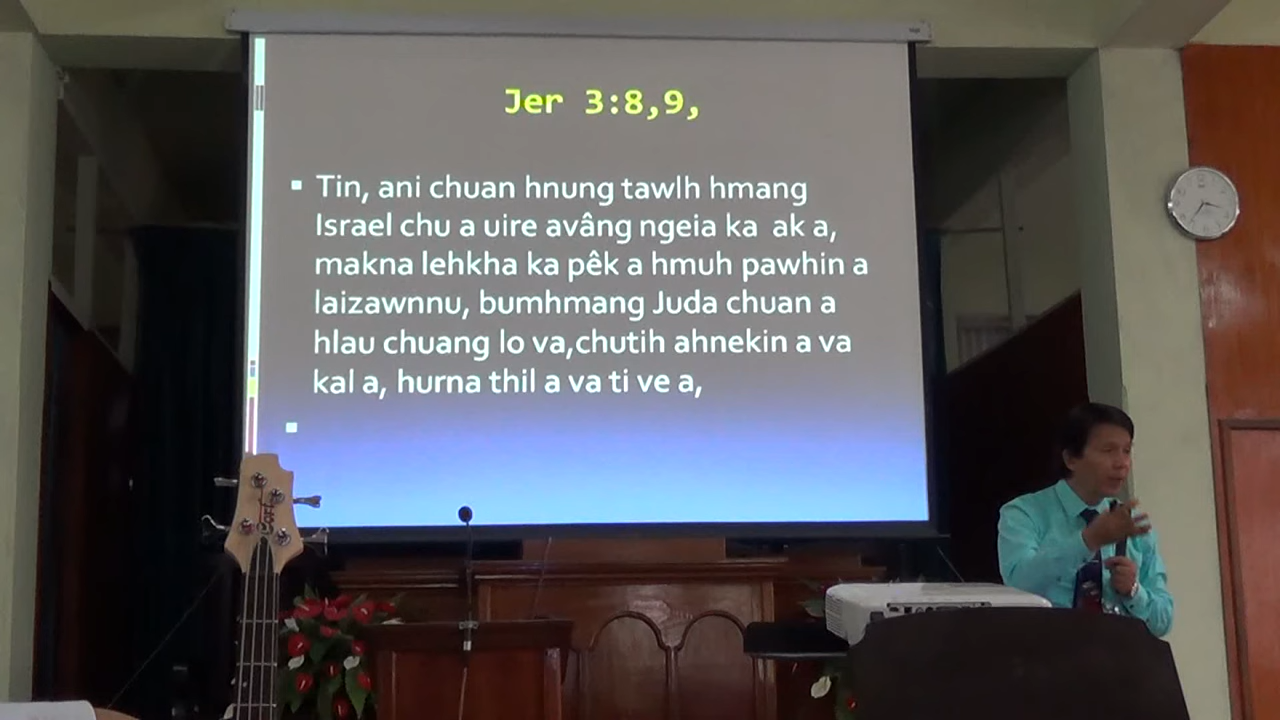 Jer 3:8,9,
Tin, ani chuan hnung tawlh hmang
Israel chu a uire avâng ngeia ka ak a,
makna lehkha ka pêk a hmuh pawhin a
laizawnnu, bumhmang Juda chuan a
hlau chuang lo va,chutih ahnekin a va
kal a, hurna thil a va ti ve a,
Cort